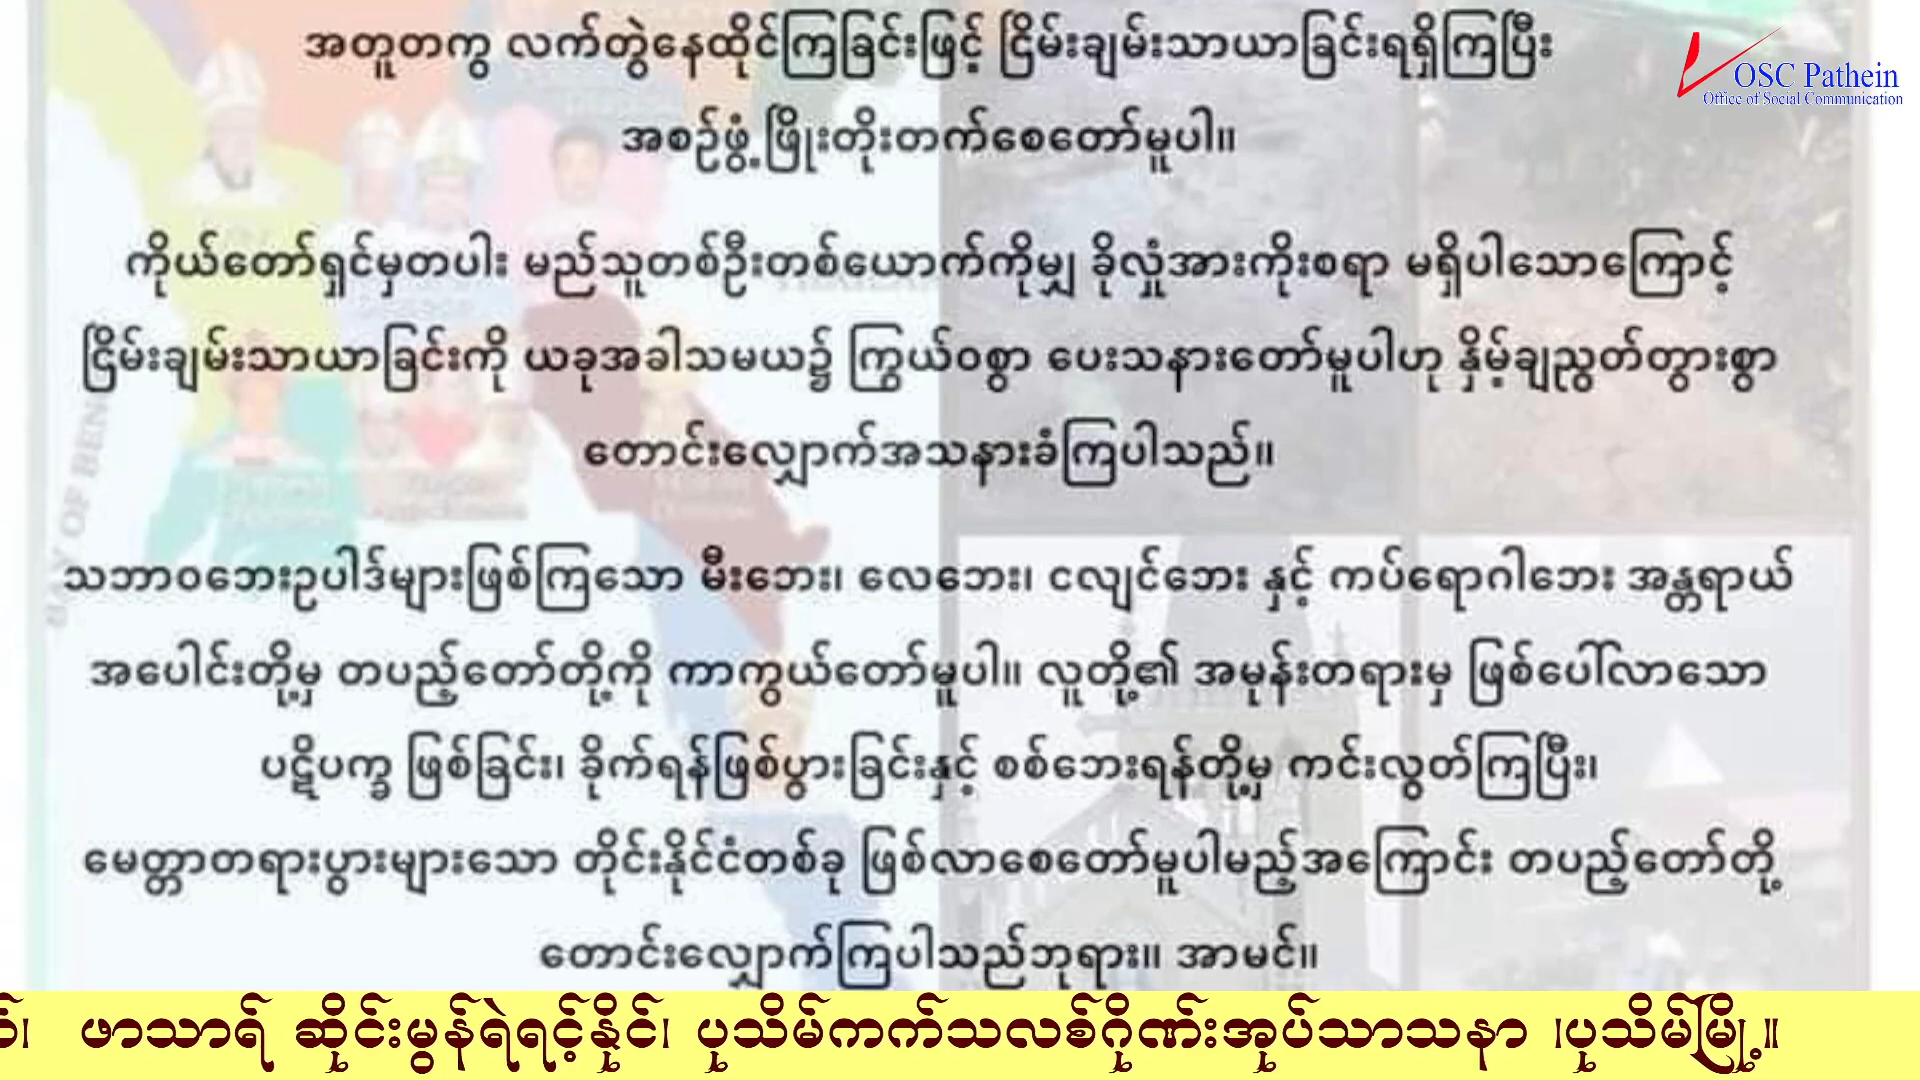 အတူတကွ လက်တွဲနေထိုင်ကြခြင်းဖြင့် ငြိမ်းချမ်းသာယာခြင်းရရှိကြပြီး
OSC Pathein
Office of Social Communication
အစဉ်ဖွံ့ဖြိုးတိုးတက်စေတော်မူပါ။
ကိုယ်တော်ရှင်မှတပါး မည်သူတစ်ဦးတစ်ယောက်ကိုမျှ ခိုလှုံအားကိုးစရာ မရှိပါသောကြောင့်
ငြိမ်းချမ်းသာယာခြင်းကို ယခုအခါသမယ၌ ကြွယ်ဝစွာ ပေးသနားတော်မူပါဟု နှိမ့်ချညွတ်တွားစွာ
တောင်းလျှောက်အသနားခံကြပါသည်။
BAY OF BEN
သဘာဝဘေးဥပါဒ်များဖြစ်ကြသော မီးဘေး၊ လေဘေး၊ ငလျင်ဘေး နှင့် ကပ်ရောဂါဘေး အန္တရာယ်
အပေါင်းတို့မှ တပည့်တော်တို့ကို ကာကွယ်တော်မူပါ။ လူတို့၏ အမုန်းတရားမှ ဖြစ်ပေါ်လာသော
ပဋိပက္ခ ဖြစ်ခြင်း၊ ခိုက်ရန်ဖြစ်ပွားခြင်းနှင့် စစ်ဘေးရန်တို့မှ ကင်းလွတ်ကြပြီး၊
မေတ္တာတရားပွားများသော တိုင်းနိုင်ငံတစ်ခု ဖြစ်လာစေတော်မူပါမည့်အကြောင်း တပည့်တော်တို့
တောင်းလျှောက်ကြပါသည်ဘုရား။ အာမင်။
ဖာသာရ် ဆိုင်းမွန်ရဲရင့်နိုင်၊ ပုသိမ်ကက်သလစ်ဂိုဏ်းအုပ်သာသနာ ၊ပုသိမ်မြို့။